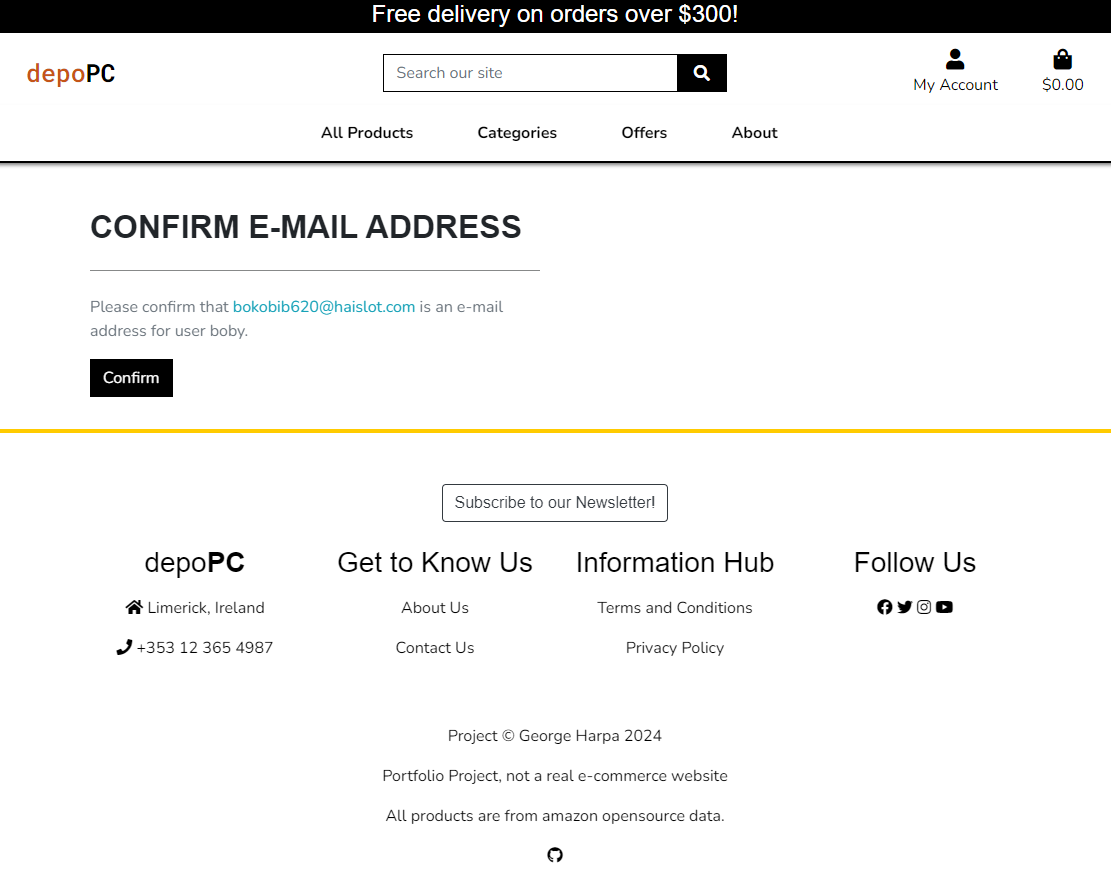 Free delivery on orders over $300!
depoPC
Search our site
My Account
$0.00
All Products
Categories
Offers
About
CONFIRM E-MAIL ADDRESS
Please confirm that bokobib620@haislot.com is an e-mail
address for user boby.
Confirm
Subscribe to our Newsletter!
depoPC
Limerick, Ireland
+353 12 365 4987
Get to Know Us
About Us
Contact Us
Information Hub
Terms and Conditions
Privacy Policy
Follow Us
Project © George Harpa 2024
Portfolio Project, not a real e-commerce website
All products are from amazon opensource data.